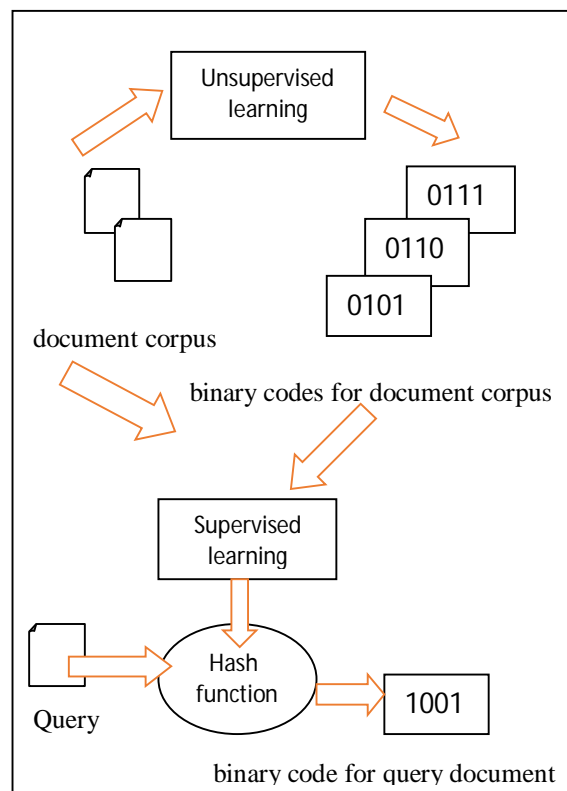 Unsupervised
learning
0111
0110
0101
document corpus
binary codes for document corpus
Supervised
learning
Hash
function
Query
1001
binary code for query document